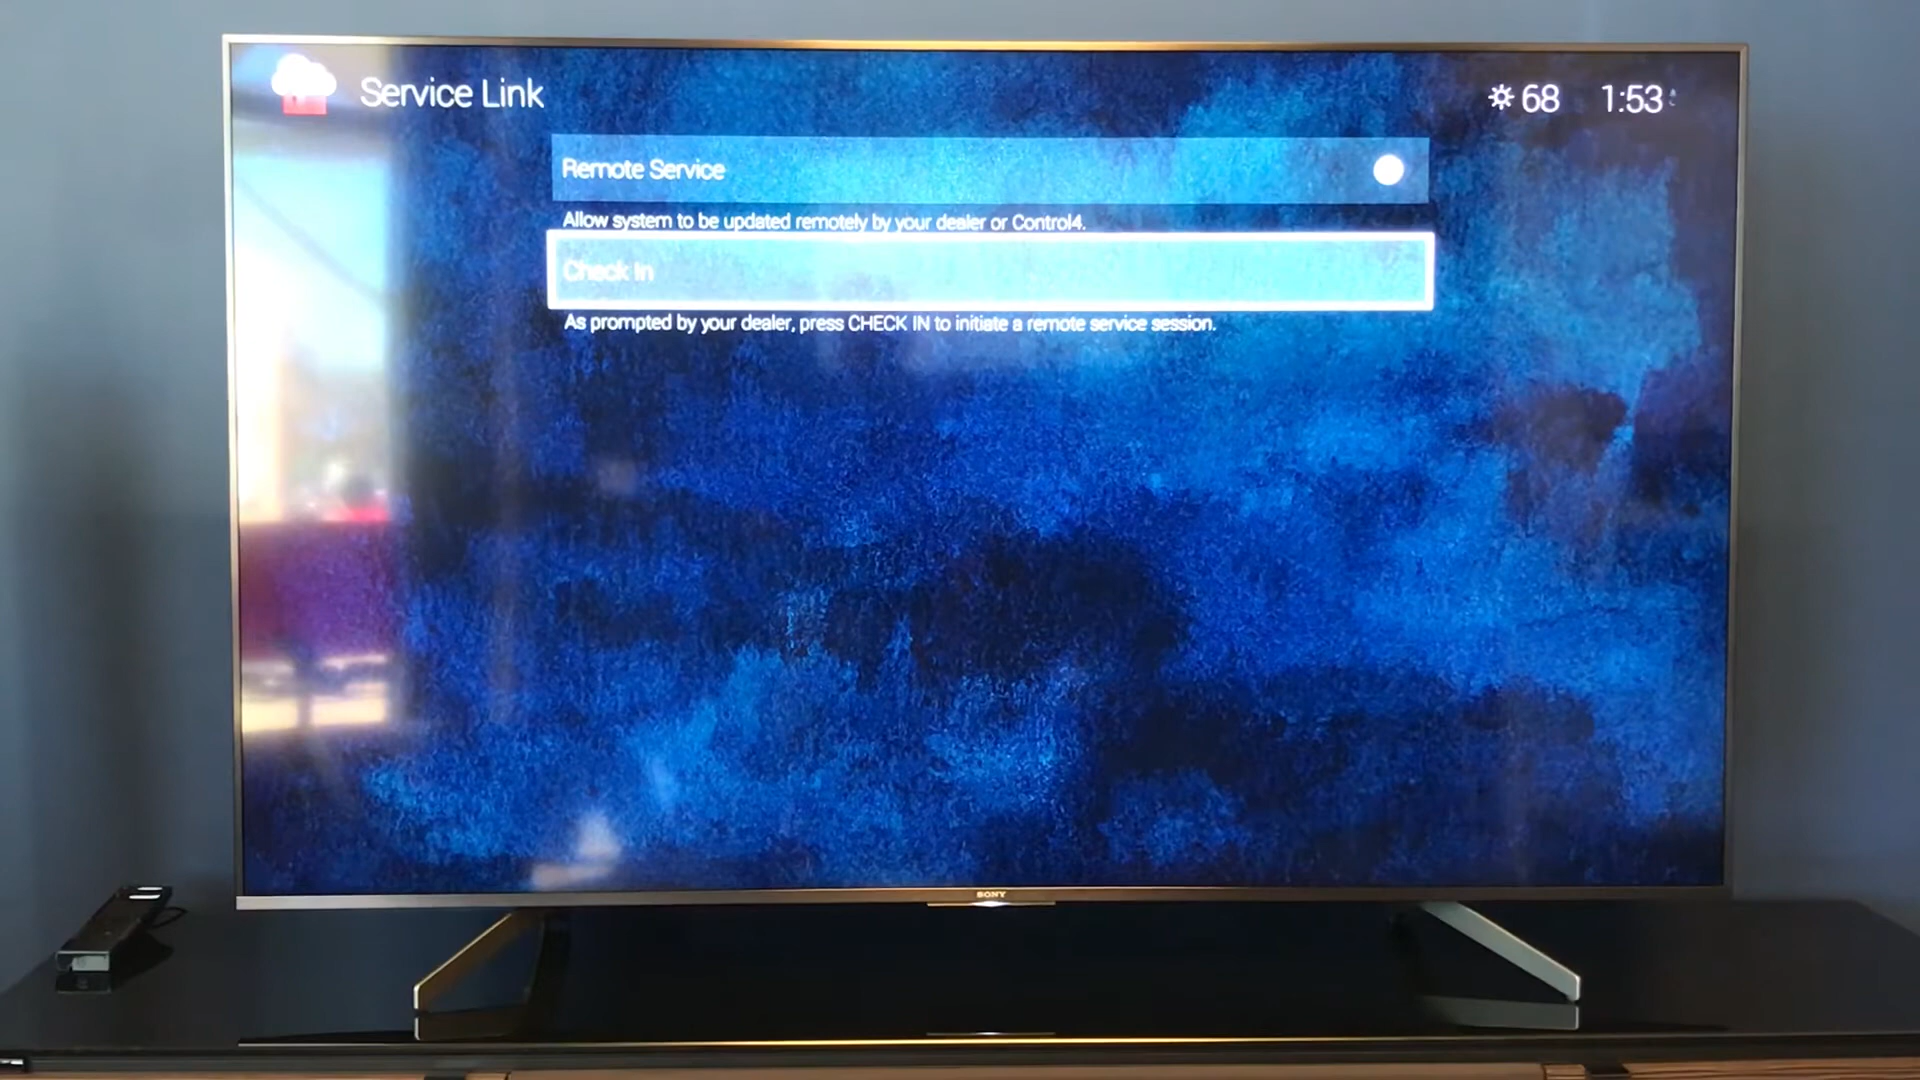 Service Link
68 1:53
Remote Service
Allow system to be updated remotely by your dealer or Control4.
Check In
As prompted by your dealer, press CHECK IN to initiate a remote service session.
SONY